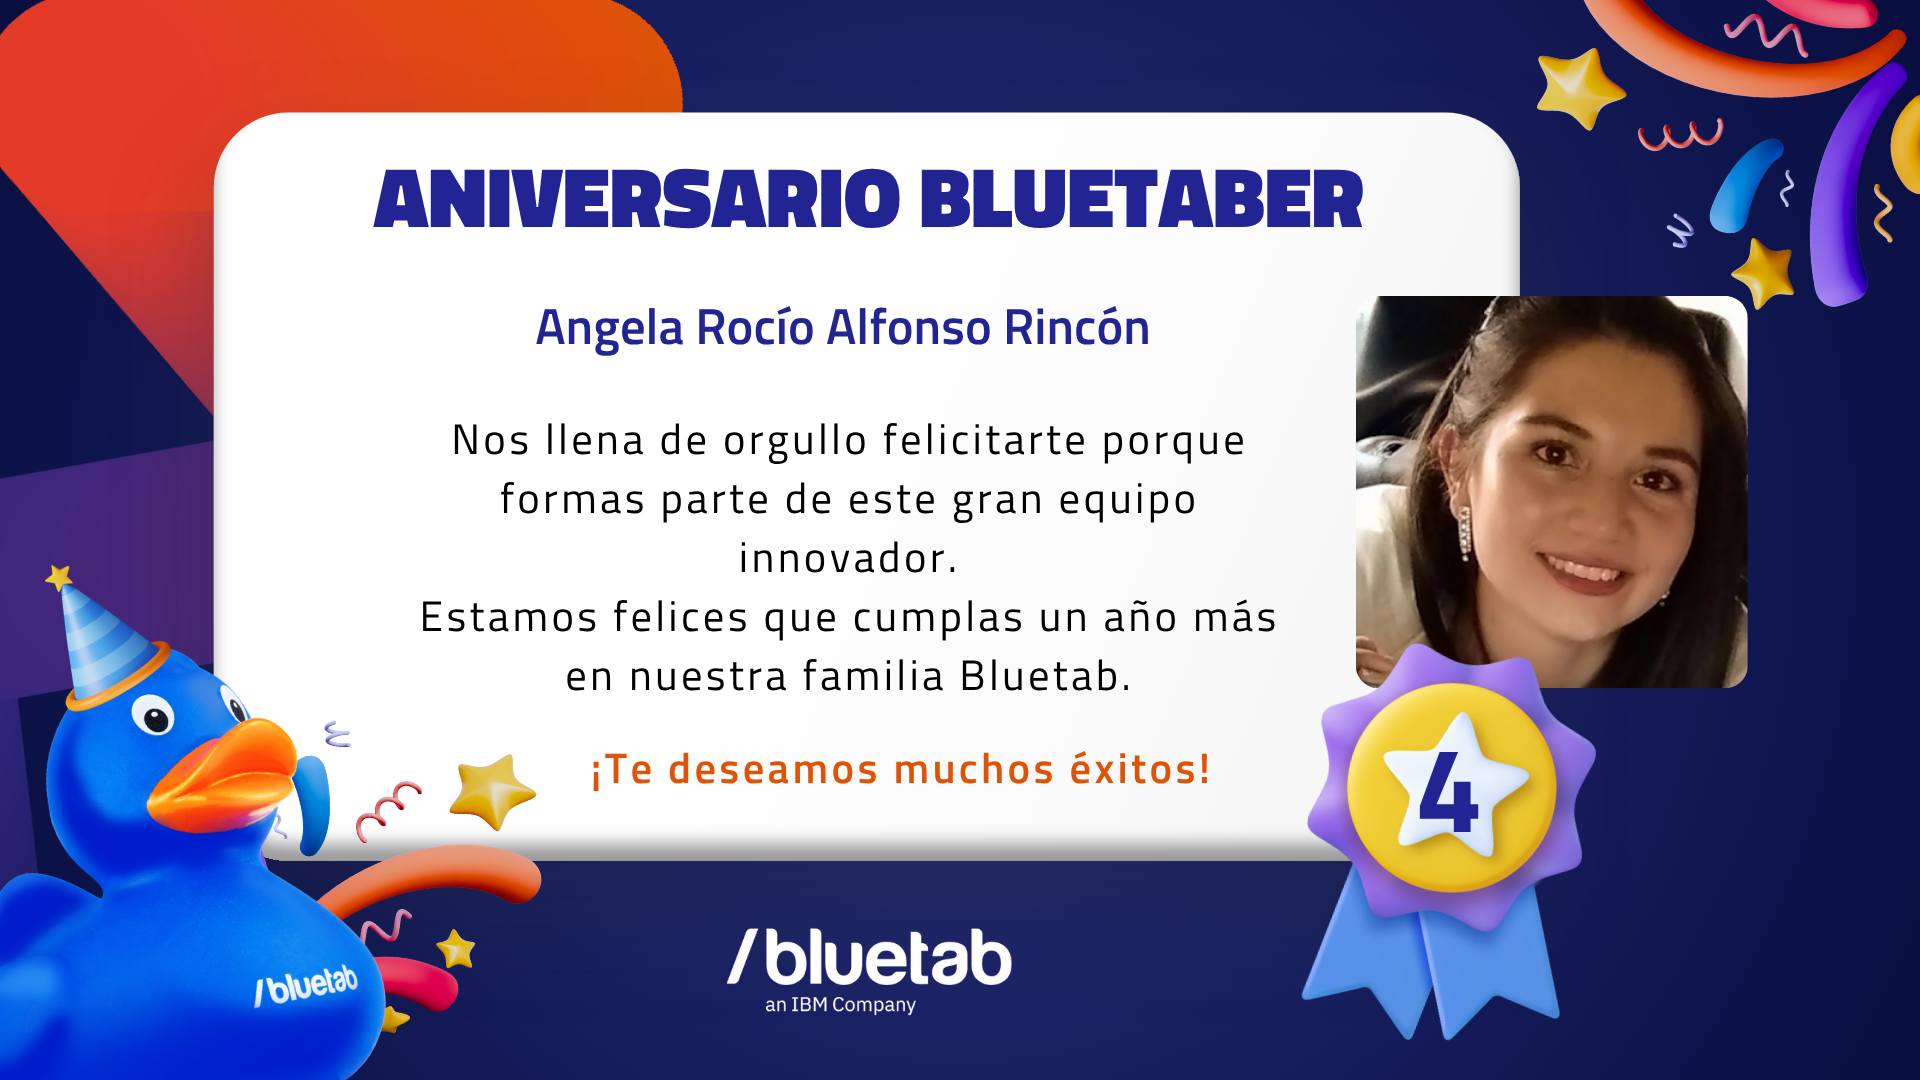 ANIVERSARIO BLUETABER
Angela Rocío Alfonso Rincón
Nos llena de orgullo felicitarte porque
formas parte de este gran equipo
innovador.
Estamos felices que cumplas un año más
en nuestra familia Bluetab.
¡Te deseamos muchos éxitos!
4
/bluetab
an IBM Company
/bluetab